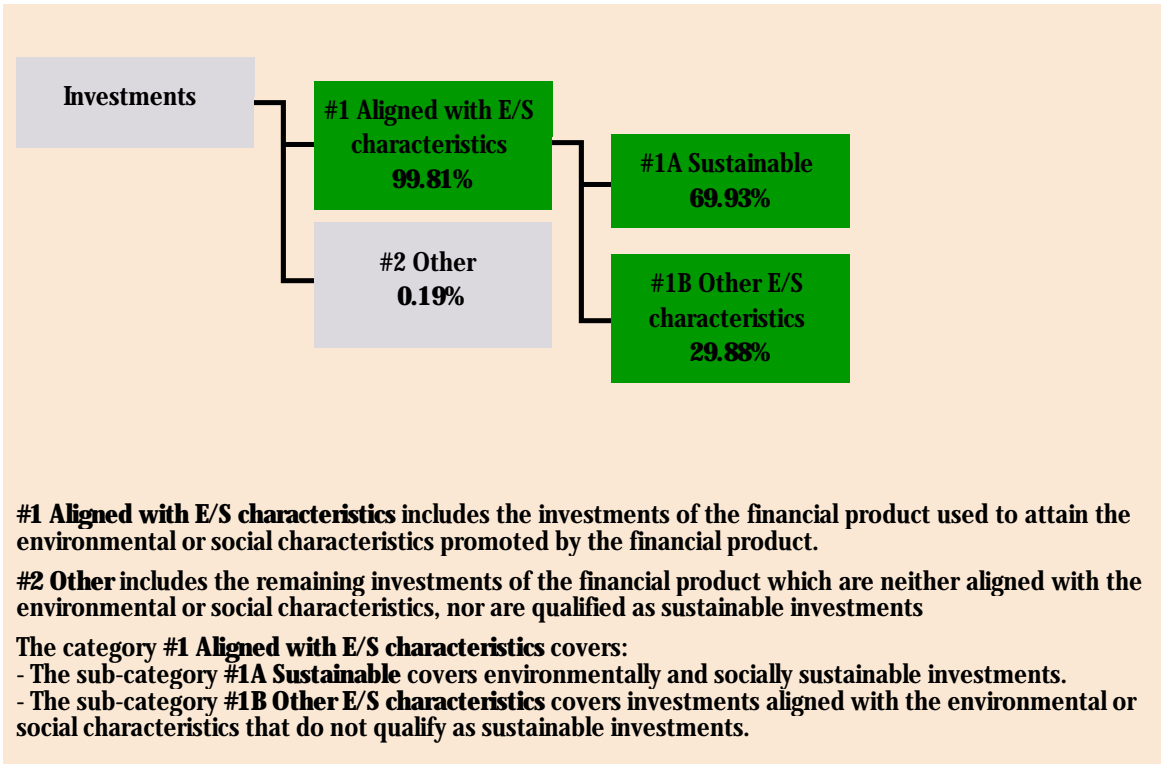 Investments
#1 Aligned with E/S
characteristics
99.81%
#2 Other
0.19%
#1A Sustainable
69.93%
#1B Other E/S
characteristics
29.88%
#1 Aligned with E/S characteristics includes the investments of the financial product used to attain the
environmental or social characteristics promoted by the financial product.
#2 Other includes the remaining investments of the financial product which are neither aligned with the
environmental or social characteristics, nor are qualified as sustainable investments
The category #1 Aligned with E/S characteristics covers:
- The sub-category #1A Sustainable covers environmentally and socially sustainable investments.
- The sub-category #1B Other E/S characteristics covers investments aligned with the environmental or
social characteristics that do not qualify as sustainable investments.